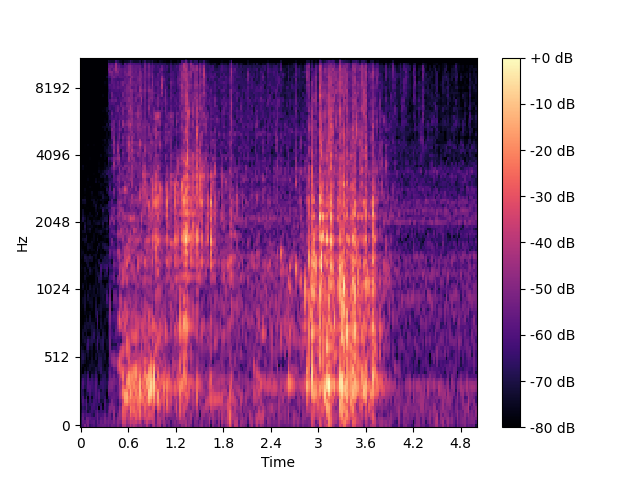 8192
4096
2048
1024
512
0
Hz
0 0.6 1.2 1.8 2.4 3 3.6 4.2 4.8
Time
+0 dB
-10 dB
-20 dB
-30 dB
-40 dB
-50 dB
-60 dB
-70 dB
-80 dB